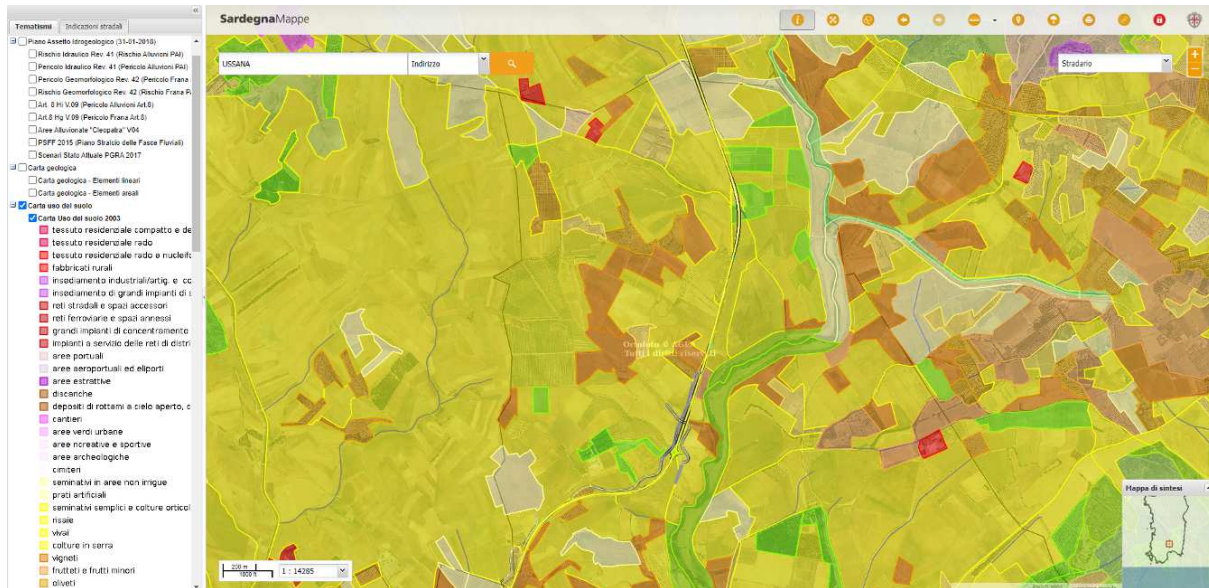 Tematismi
Indicazioni stradali
Piano Assetto Idrogeologico (31-01-2018)
Rischio Idraulico Rev. 41 (Rischio Alluvioni PAI)
Pericolo Idraulico Rev. 41 (Pericolo Alluvioni PAI)
Pericolo Geomorfologico Rev. 42 (Pericolo Frana
Rischio Geomorfologico Rev. 42 (Rischio Frana PA
Art. 8 Hi V.09 (Pericolo Alluvioni Art.8)
Art.8 Hg V.09 (Pericolo Frana Art.8)
Aree Alluvionate "Cleopatra" V04
PSFF 2015 (Piano Stralcio delle Fasce Fluviali)
Scenari Stato Attuale PGRA 2017
Carta geologica
Carta geologica - Elementi lineari
Carta geologica - Elementi areali
Carta uso del suolo
Carta Uso del suolo 2003
tessuto residenziale compatto e de
tessuto residenziale rado
tessuto residenziale rado e nucleifo
fabbricati rurali
insediamento industriali/artig. e co
insediamento di grandi impianti di s
reti stradali e spazi accessori
reti ferroviarie e spazi annessi
grandi impianti di concentramento
impianti a servizio delle reti di distri
aree portuali
aree aeroportuali ed eliporti
aree estrattive
discariche
depositi di rottami a cielo aperto, c
cantieri
aree verdi urbane
aree ricreative e sportive
aree archeologiche
cimiteri
seminativi in aree non irrigue
prati artificiali
seminativi semplici e colture orticol
risaie
vivai
colture in serra
vigneti
frutteti e frutti minori
oliveti
SardegnaMappe
USSANA
Indirizzo
Stradario
Tutti i diritti riservati
200 m
1000 ft
1 : 14285
Mappa di sintesi